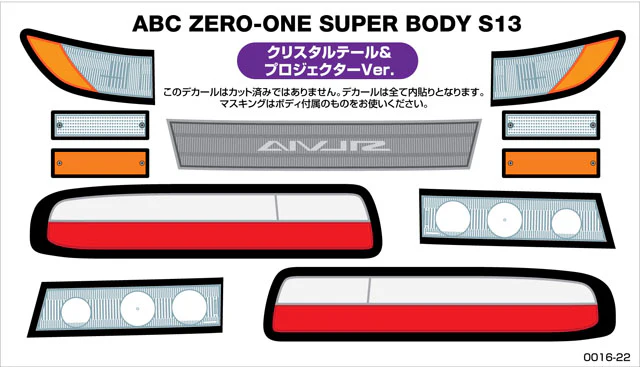 ABC ZERO-ONE SUPER BODY S13
クリスタルテール&
プロジェクターVer.
このデカールはカット済みではありません。デカールは全て内貼りとなります。
マスキングはボディ付属のものをお使いください。
0016-22